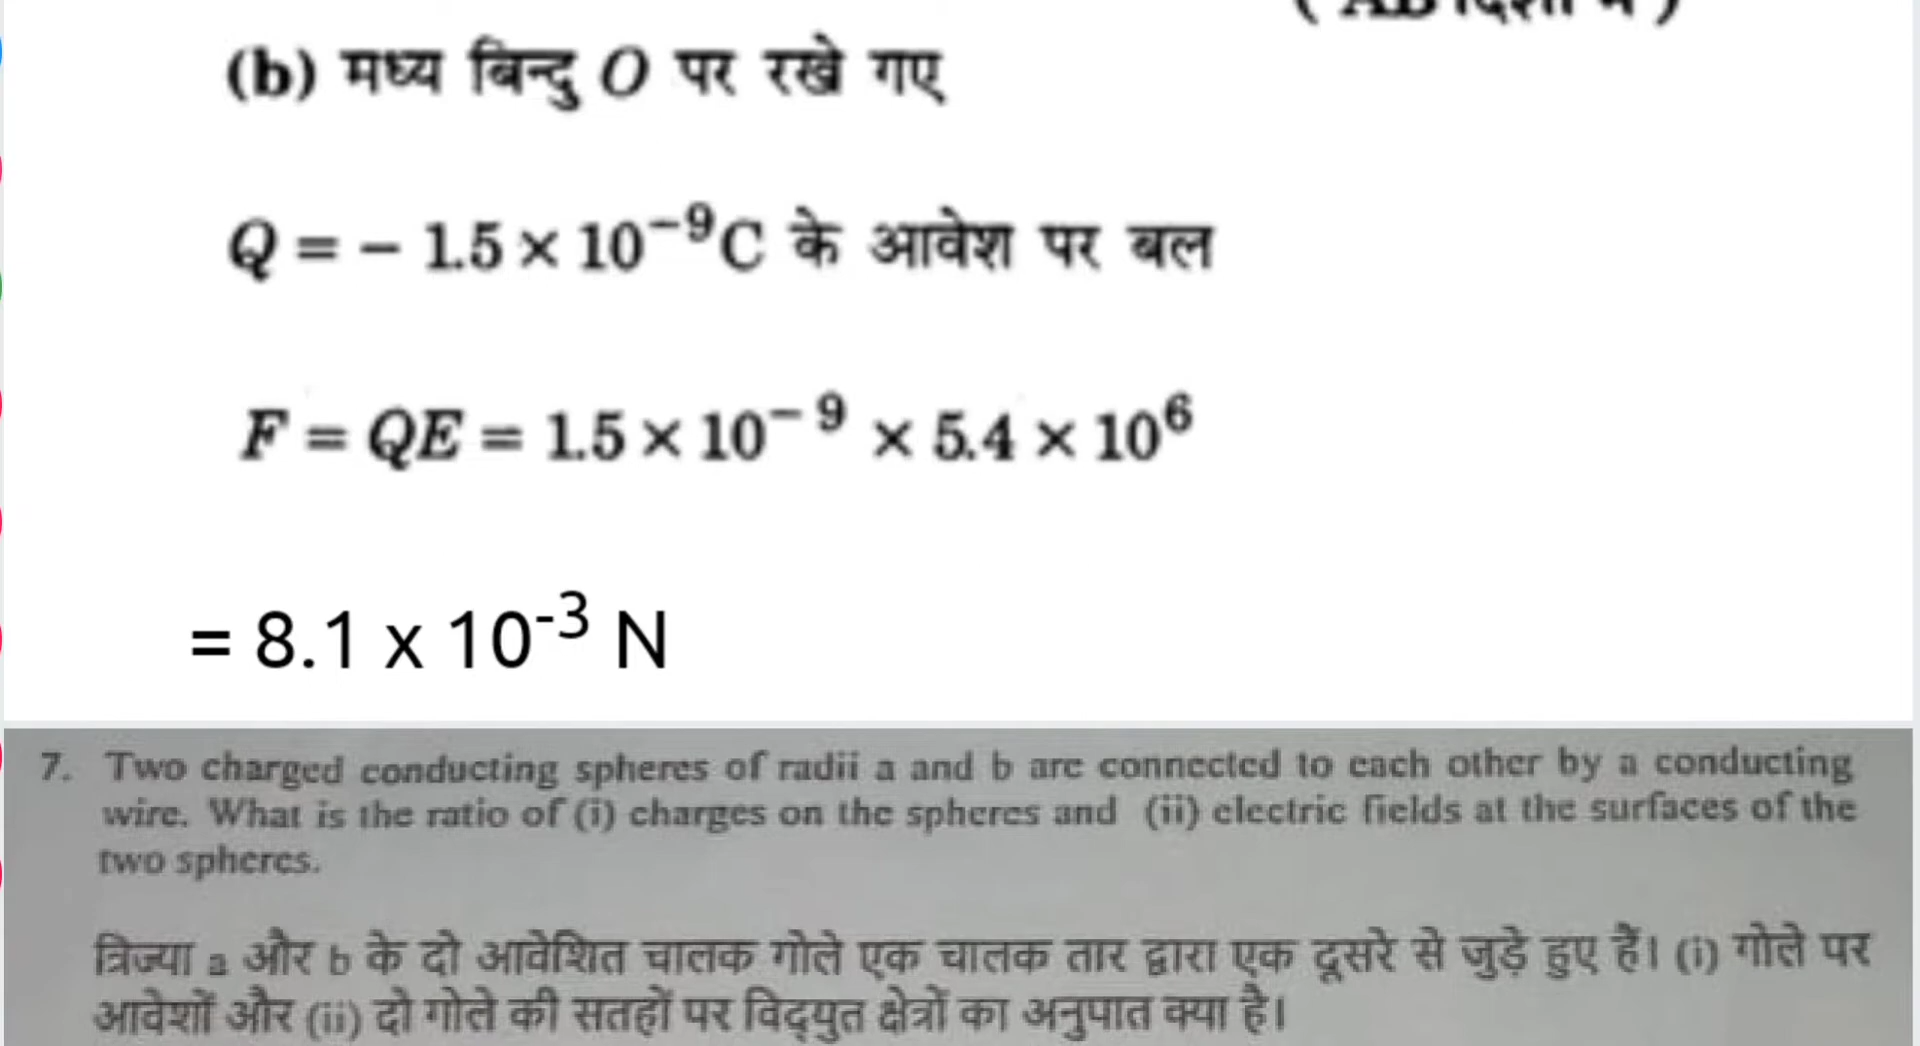 (AB दिशा में)
(b) मध्य बिन्दु O पर रखे गए
Q = − 1.5 × 10⁻⁹C के आवेश पर बल
F = QE = 1.5 × 10⁻⁹ × 5.4 × 10⁶
= 8.1 x 10⁻³ N
7. Two charged conducting spheres of radii a and b are connected to each other by a conducting
wire. What is the ratio of (i) charges on the spheres and (ii) electric fields at the surfaces of the
two spheres.
त्रिज्या a और b के दो आवेशित चालक गोले एक चालक तार द्वारा एक दूसरे से जुड़े हुए हैं। (i) गोले पर
आवेशों और (ii) दो गोले की सतहों पर विद्युत क्षेत्रों का अनुपात क्या है।